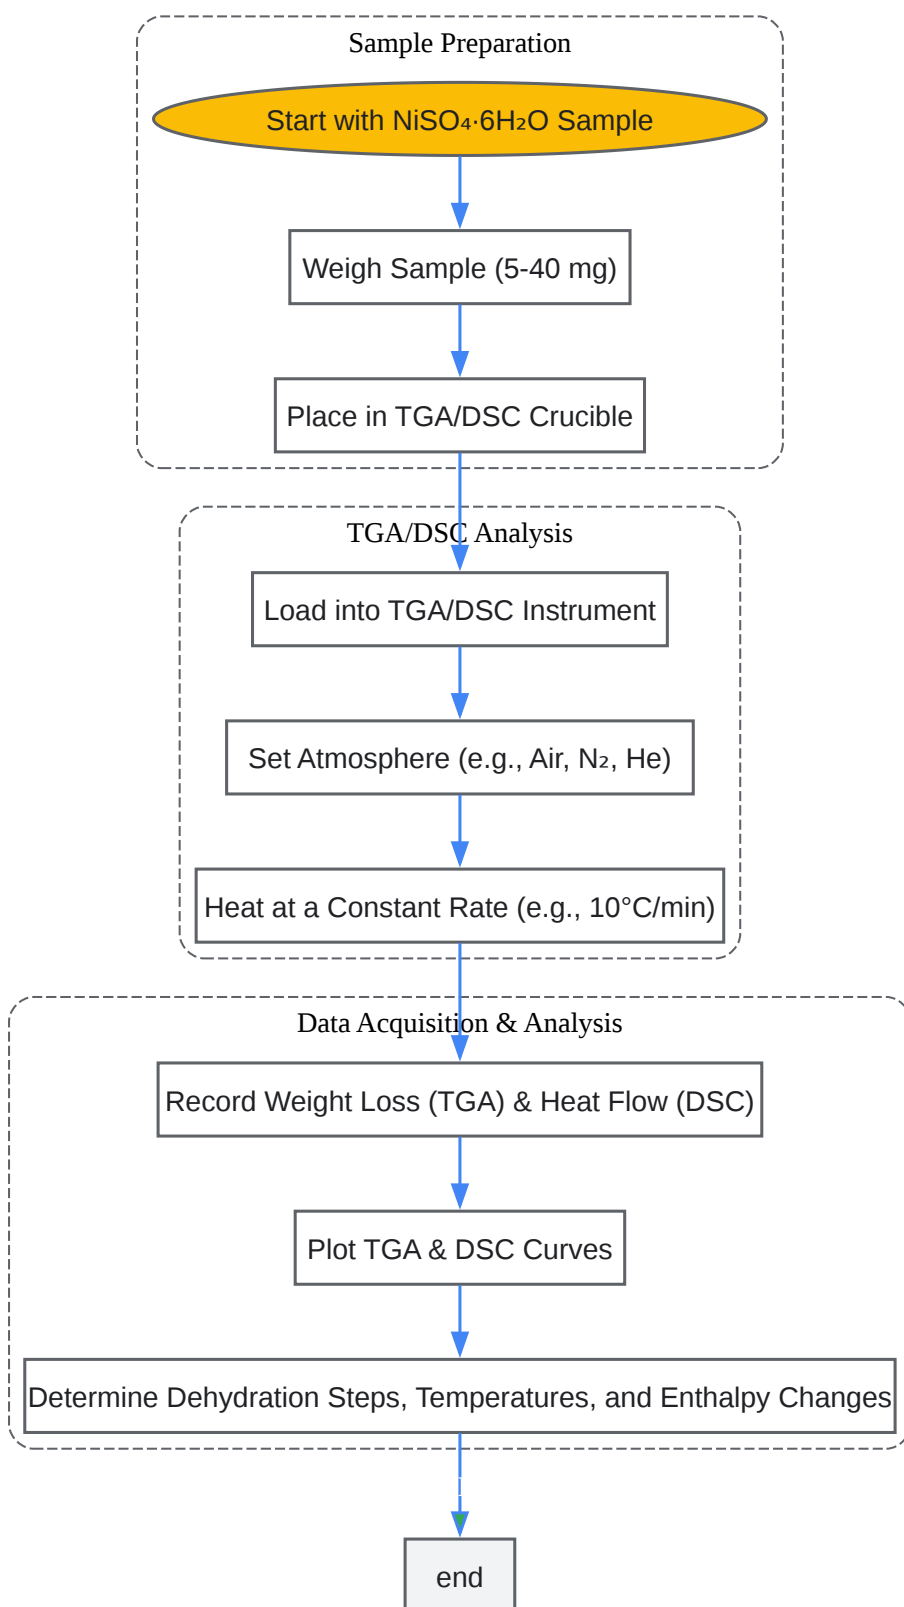 Sample Preparation
Start with NiSO₄·6H₂O Sample
Weigh Sample (5-40 mg)
Place in TGA/DSC Crucible
TGA/DSC Analysis
Load into TGA/DSC Instrument
Set Atmosphere (e.g., Air, N₂, He)
Heat at a Constant Rate (e.g., 10°C/min)
Data Acquisition & Analysis
Record Weight Loss (TGA) & Heat Flow (DSC)
Plot TGA & DSC Curves
Determine Dehydration Steps, Temperatures, and Enthalpy Changes
end